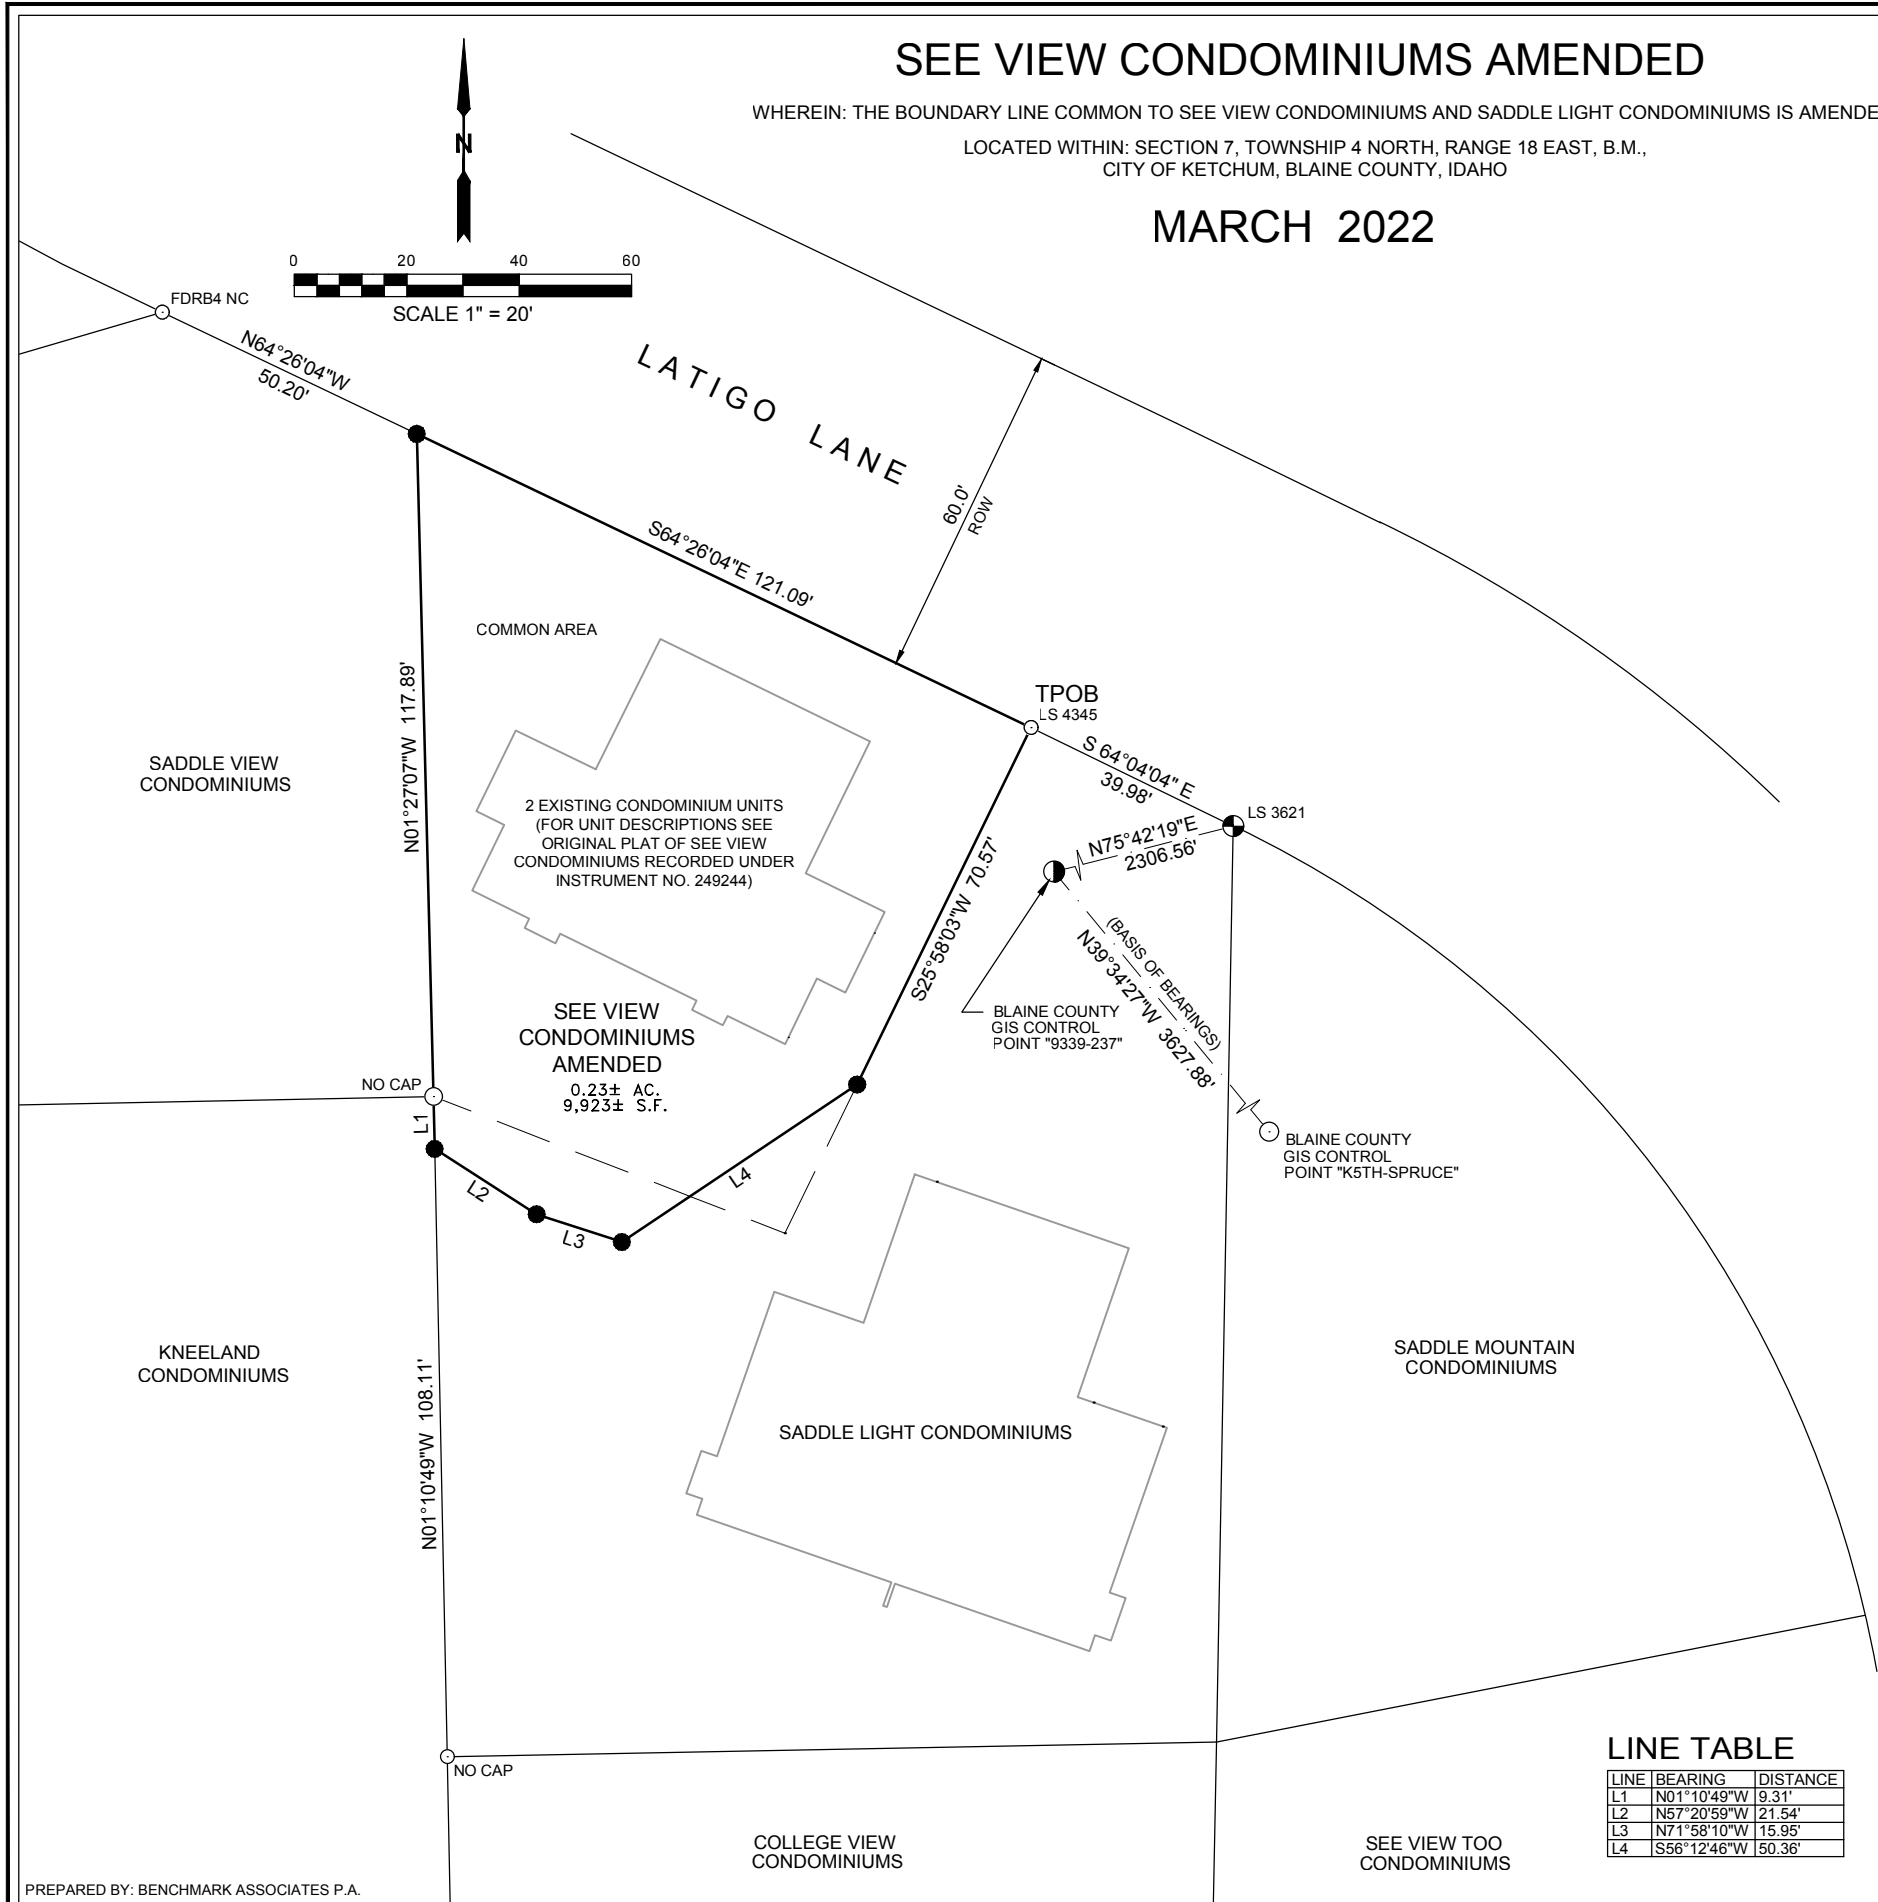 SEE VIEW CONDOMINIUMS AMENDED
WHEREIN: THE BOUNDARY LINE COMMON TO SEE VIEW CONDOMINIUMS AND SADDLE LIGHT CONDOMINIUMS IS AMENDE
LOCATED WITHIN: SECTION 7, TOWNSHIP 4 NORTH, RANGE 18 EAST, B.M.,
CITY OF KETCHUM, BLAINE COUNTY, IDAHO
MARCH 2022
N
0 20 40 60
SCALE 1" = 20'
FDRB4 NC
N64°26'04"W
50.20'
LATIGO LANE
60.0'
ROW
S64°26'04"E 121.09'
COMMON AREA
N01°27'07"W 117.89'
TPOB
LS 4345
S 64°04'04" E
39.98'
LS 3621
N75°42'19"E
2306.56'
SADDLE VIEW
CONDOMINIUMS
2 EXISTING CONDOMINIUM UNITS
(FOR UNIT DESCRIPTIONS SEE
ORIGINAL PLAT OF SEE VIEW
CONDOMINIUMS RECORDED UNDER
INSTRUMENT NO. 249244)
S25°58'03"W 70.57'
(BASIS OF BEARINGS)
N39°34'27"W 3627.88'
BLAINE COUNTY
GIS CONTROL
POINT "9339-237"
SEE VIEW
CONDOMINIUMS
AMENDED
0.23± AC.
9,923± S.F.
NO CAP
L1
L2
L3
L4
BLAINE COUNTY
GIS CONTROL
POINT "K5TH-SPRUCE"
KNEELAND
CONDOMINIUMS
N01°10'49"W 108.11'
SADDLE LIGHT CONDOMINIUMS
SADDLE MOUNTAIN
CONDOMINIUMS
NO CAP
LINE TABLE
LINE BEARING DISTANCE
L1 N01°10'49"W 9.31'
L2 N57°20'59"W 21.54'
L3 N71°58'10"W 15.95'
L4 S56°12'46"W 50.36'
COLLEGE VIEW
CONDOMINIUMS
SEE VIEW TOO
CONDOMINIUMS
PREPARED BY: BENCHMARK ASSOCIATES P.A.